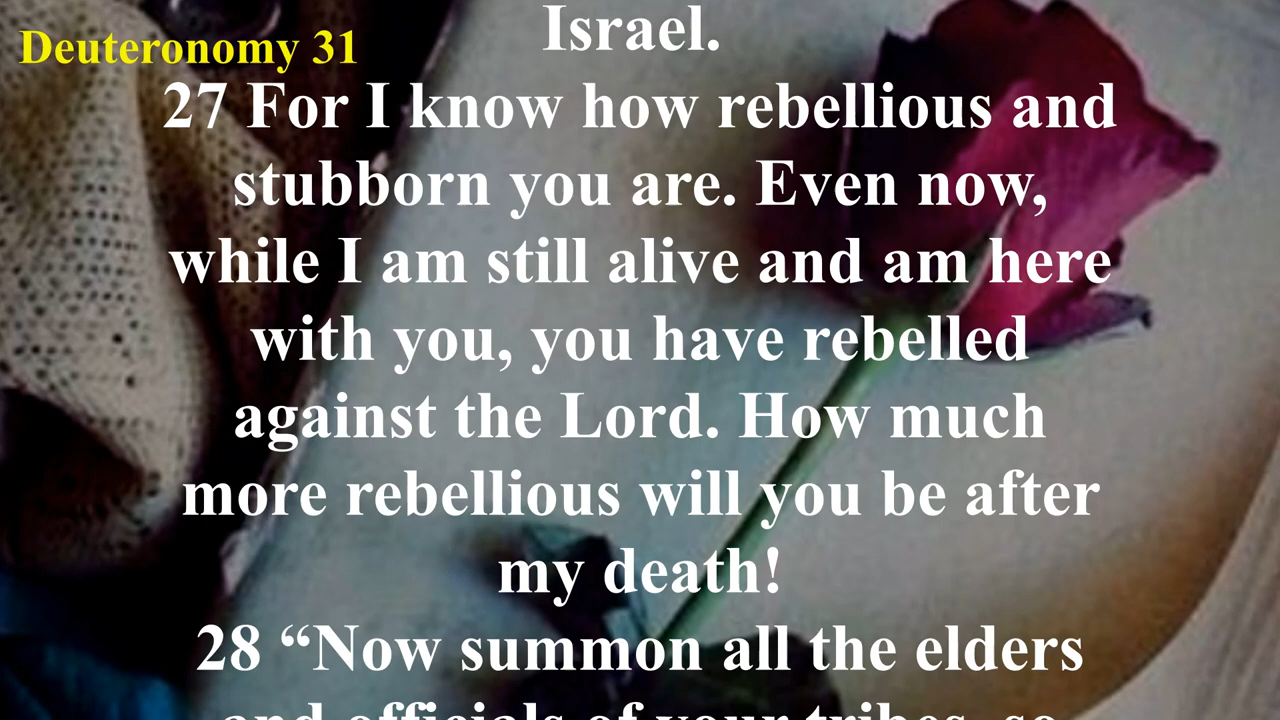 Israel.
Deuteronomy 31
27 For I know how rebellious and
stubborn you are. Even now,
while I am still alive and am here
with you, you have rebelled
against the Lord. How much
more rebellious will you be after
my death!
28 “Now summon all the elders
and officials of your tribes, so